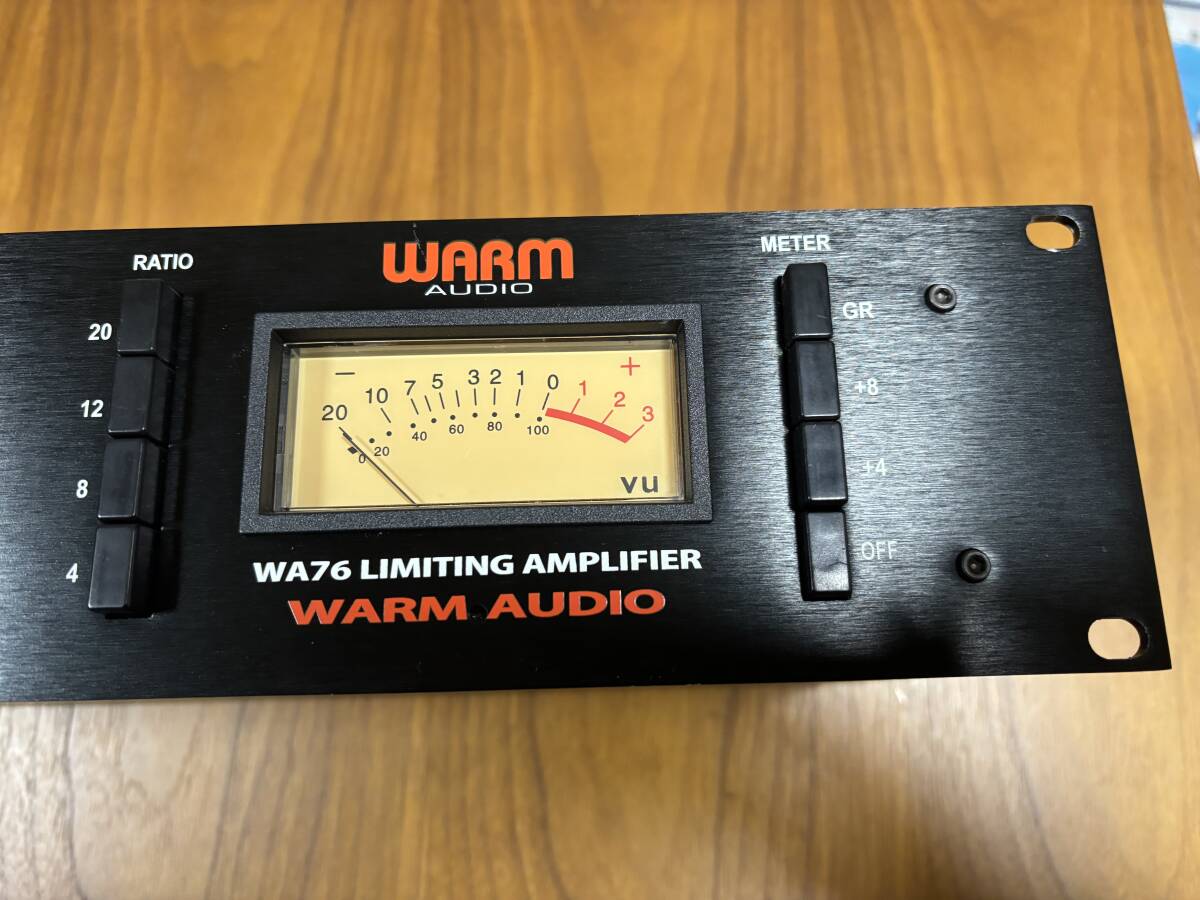 RATIO
20
12
8
4
WARM
AUDIO
− +
20 10 7 5 3 2 1 0 1 2 3
0 20 40 60 80 100
VU
WA76 LIMITING AMPLIFIER
WARM AUDIO
METER
GR
+8
+4
OFF